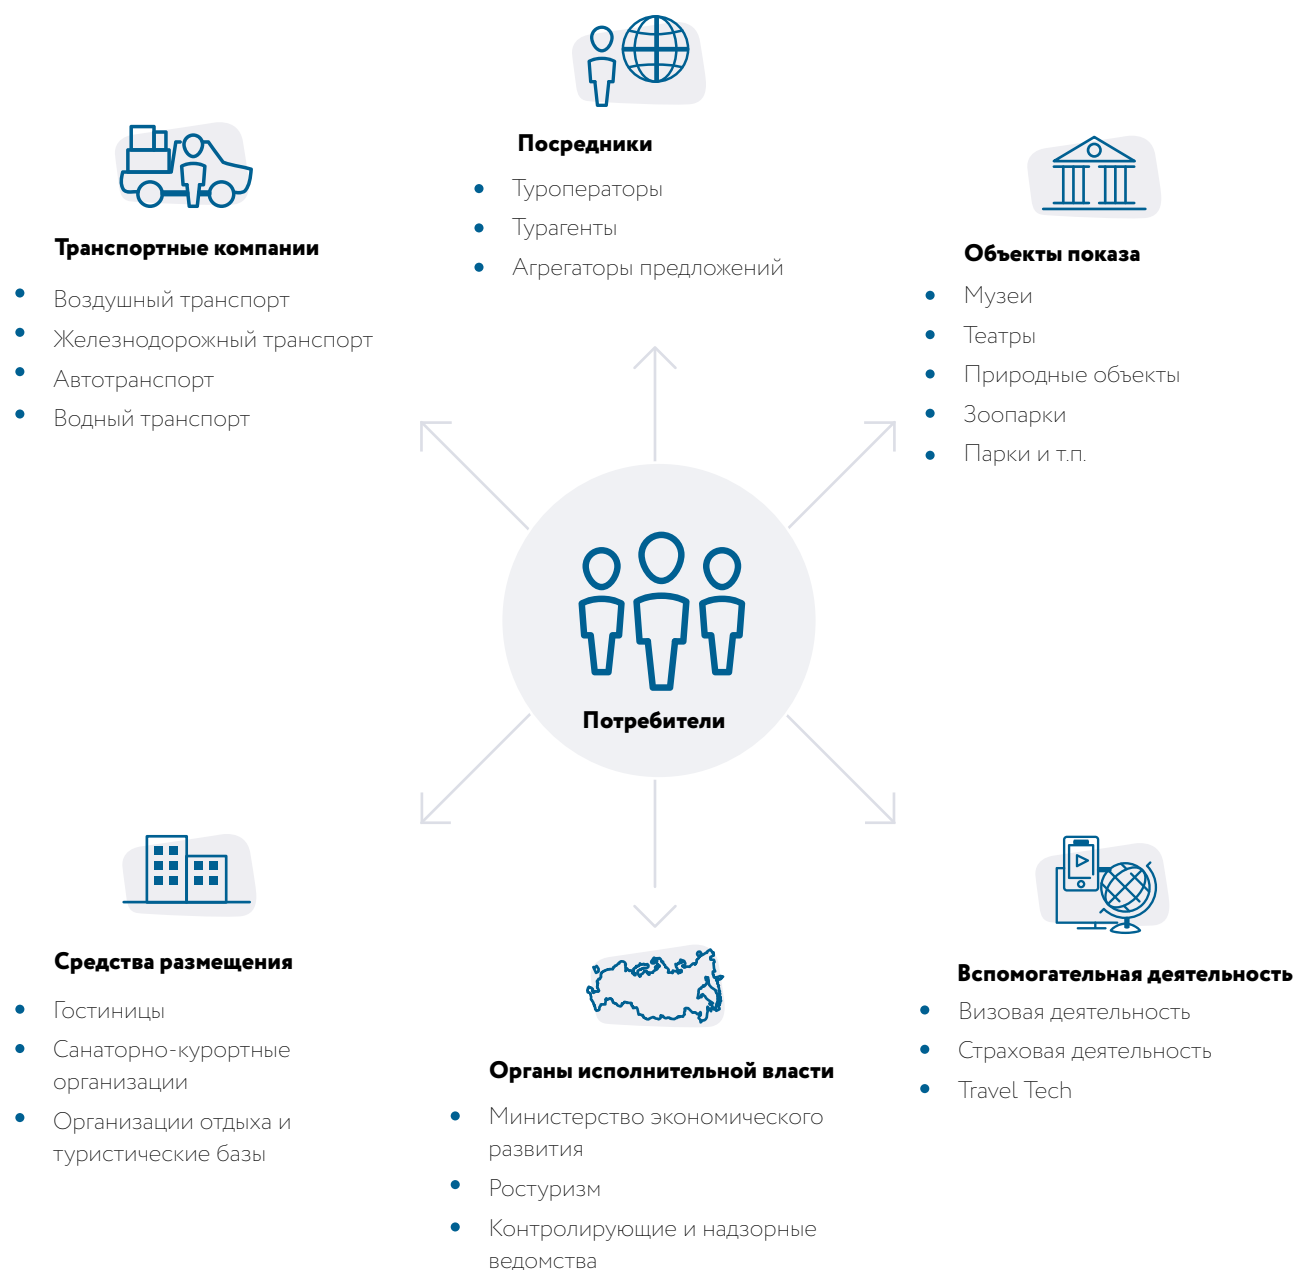 Посредники
Туроператоры
Турагенты
Агрегаторы предложений
Транспортные компании
Воздушный транспорт
Железнодорожный транспорт
Автотранспорт
Водный транспорт
Объекты показа
Музеи
Театры
Природные объекты
Зоопарки
Парки и т.п.
Потребители
Средства размещения
Гостиницы
Санаторно-курортные
организации
Организации отдыха и
туристические базы
Органы исполнительной власти
Министерство экономического
развития
Ростуризм
Контролирующие и надзорные
ведомства
Вспомогательная деятельность
Визовая деятельность
Страховая деятельность
Travel Tech